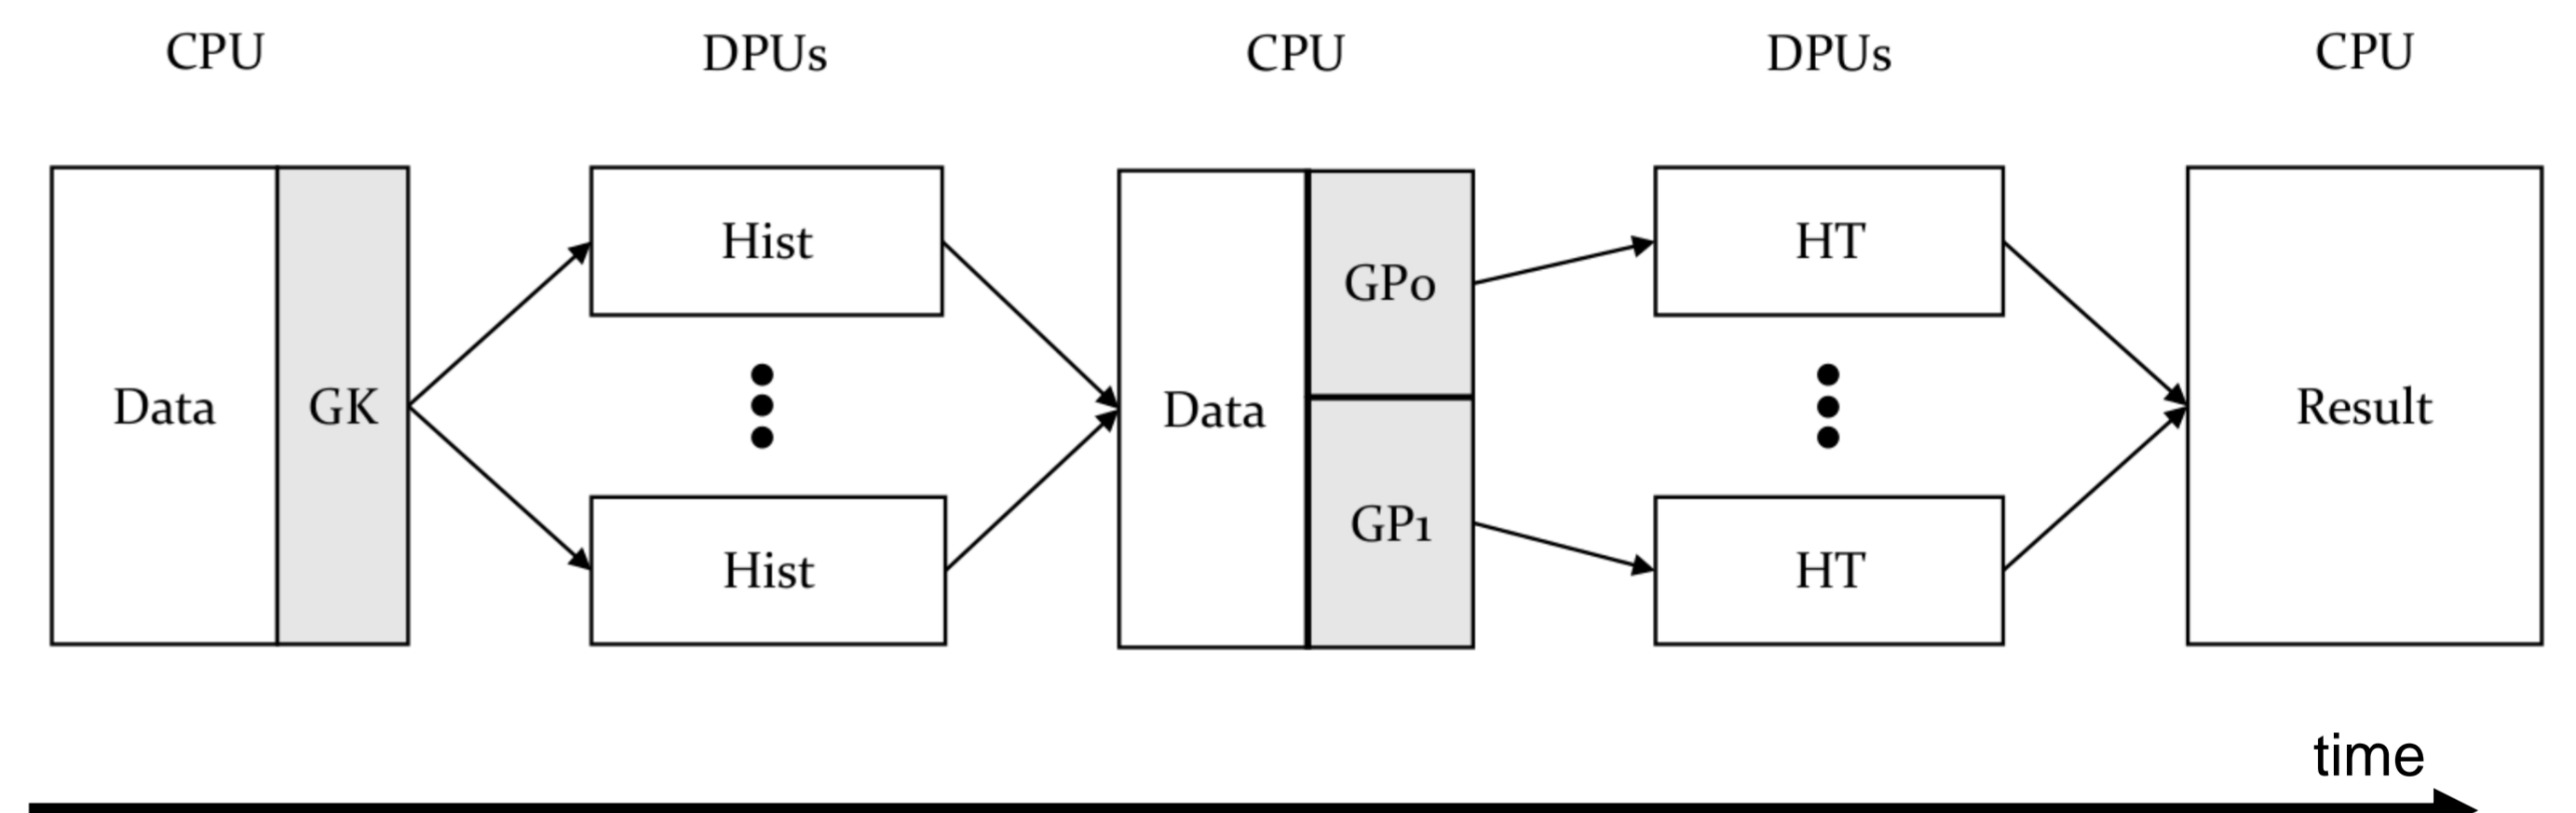 CPU
DPUs
CPU
DPUs
CPU
Data
GK
Hist
Hist
Data
GP0
GP1
HT
HT
Result
time